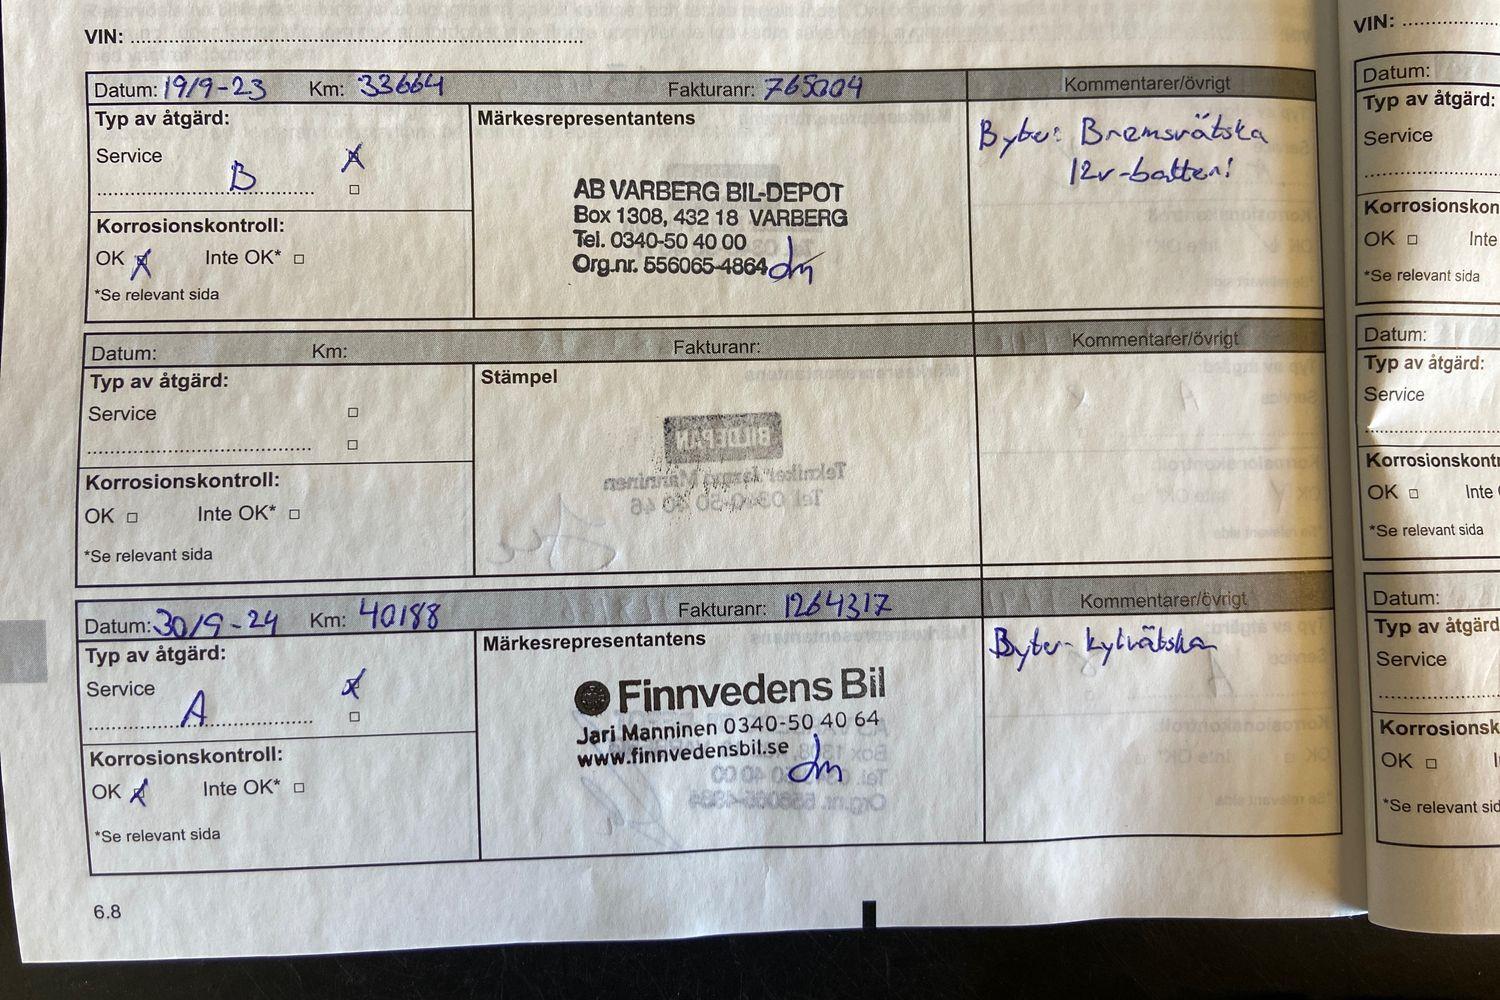 VIN:
Datum: 19/9-23 Km: 33664 Fakturanr: 765004 Kommentarer/övrigt
Typ av åtgärd:
Service
B
Korrosionskontroll:
OK Inte OK*
*Se relevant sida
Märkesrepresentantens
AB VARBERG BIL-DEPOT
Box 1308, 432 18 VARBERG
Tel. 0340-50 40 00
Org.nr. 556065-4864
Byter: Bremsvätska
12v-batteri
Datum: Km: Fakturanr: Kommentarer/övrigt
Typ av åtgärd:
Service
Korrosionskontroll:
OK Inte OK*
*Se relevant sida
Stämpel
Datum: 30/9-24 Km: 40188 Fakturanr: 1264317 Kommentarer/övrigt
Typ av åtgärd:
Service
A
Korrosionskontroll:
OK Inte OK*
*Se relevant sida
Märkesrepresentantens
Finnvedens Bil
Jari Manninen 0340-50 40 64
www.finnvedensbil.se
Byter kylvätska
6.8
VIN:
Datum:
Typ av åtgärd:
Service
Korrosionskon
OK Inte
*Se relevant sida
Datum:
Typ av åtgärd:
Service
Korrosionskont
OK Inte
*Se relevant sida
Datum:
Typ av åtgärd
Service
Korrosionsk
OK
*Se relevant sid